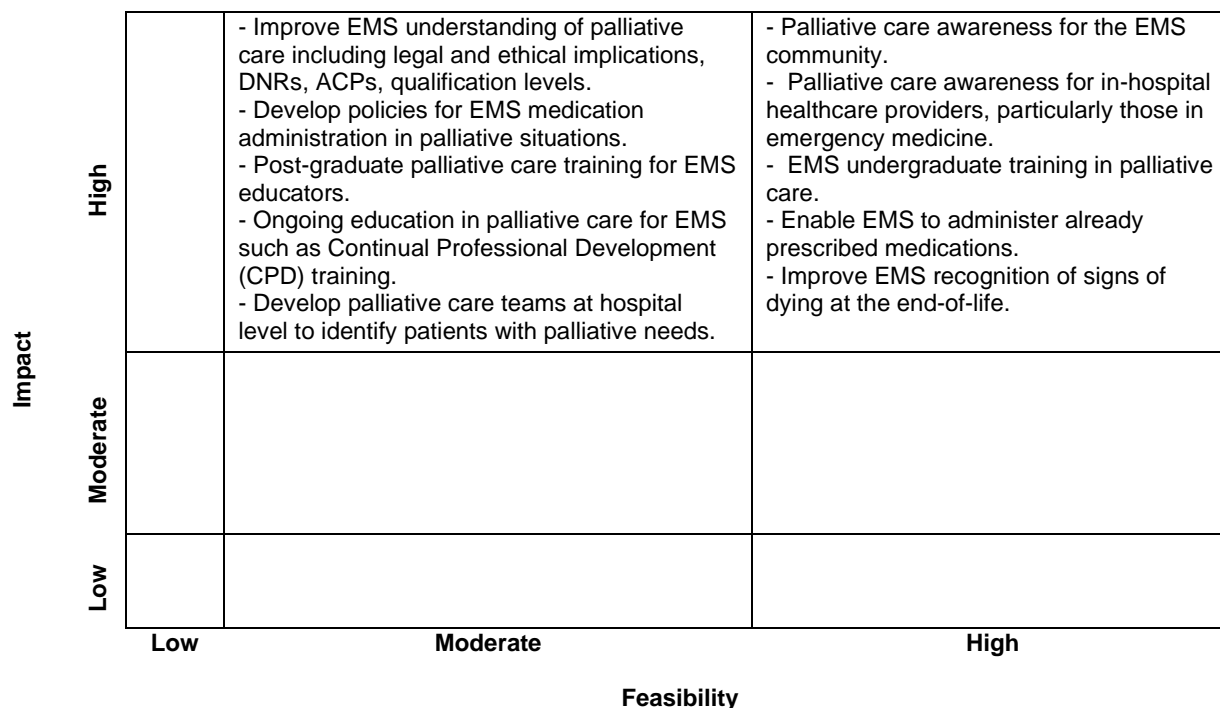 Impact
High
- Improve EMS understanding of palliative
care including legal and ethical implications,
DNRs, ACPs, qualification levels.
- Develop policies for EMS medication
administration in palliative situations.
- Post-graduate palliative care training for EMS
educators.
- Ongoing education in palliative care for EMS
such as Continual Professional Development
(CPD) training.
- Develop palliative care teams at hospital
level to identify patients with palliative needs.
- Palliative care awareness for the EMS
community.
- Palliative care awareness for in-hospital
healthcare providers, particularly those in
emergency medicine.
- EMS undergraduate training in palliative
care.
- Enable EMS to administer already
prescribed medications.
- Improve EMS recognition of signs of
dying at the end-of-life.
Moderate
Low
Low
Moderate
High
Feasibility